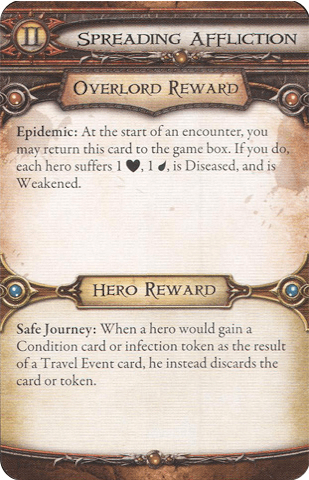 II
Spreading Affliction
Overlord Reward
Epidemic: At the start of an encounter, you
may return this card to the game box. If you do,
each hero suffers 1 ♥, 1 💧, is Diseased, and is
Weakened.
Hero Reward
Safe Journey: When a hero would gain a
Condition card or infection token as the result
of a Travel Event card, he instead discards the
card or token.